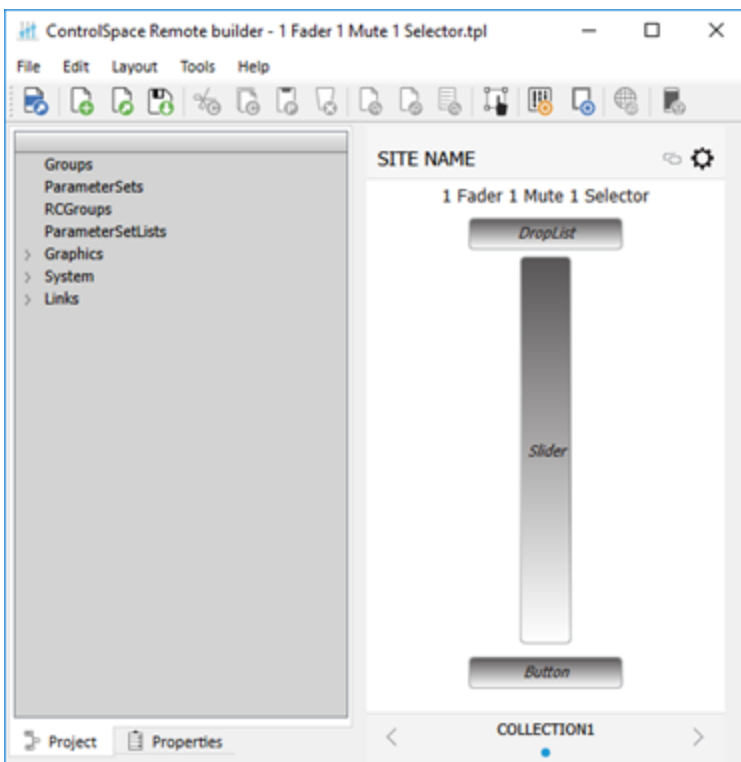 ControlSpace Remote builder - 1 Fader 1 Mute 1 Selector.tpl
File Edit Layout Tools Help
Groups
ParameterSets
RCGroups
ParameterSetLists
Graphics
System
Links
Project Properties
SITE NAME
1 Fader 1 Mute 1 Selector
DropList
Slider
Button
COLLECTION1